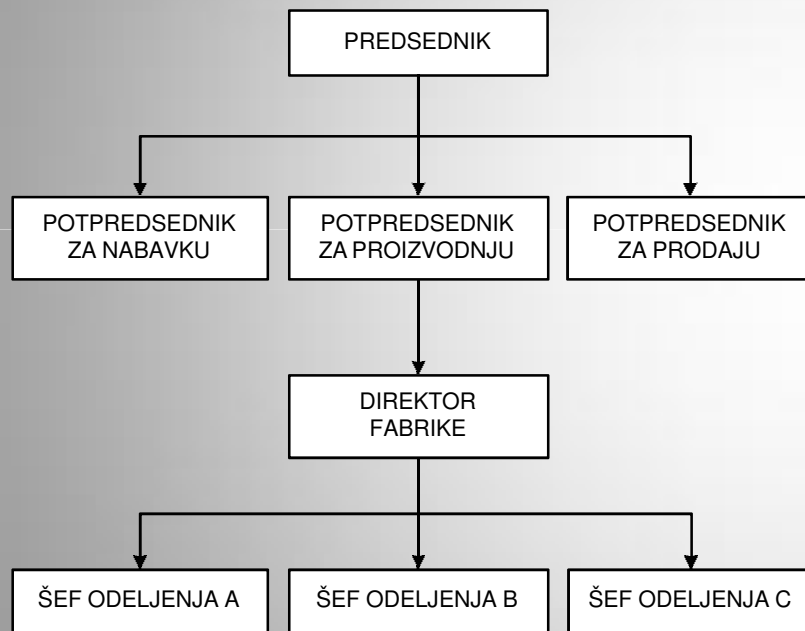 PREDSEDNIK
POTPREDSEDNIK
ZA NABAVKU
POTPREDSEDNIK
ZA PROIZVODNJU
POTPREDSEDNIK
ZA PRODAJU
DIREKTOR
FABRIKE
ŠEF ODELJENJA A
ŠEF ODELJENJA B
ŠEF ODELJENJA C